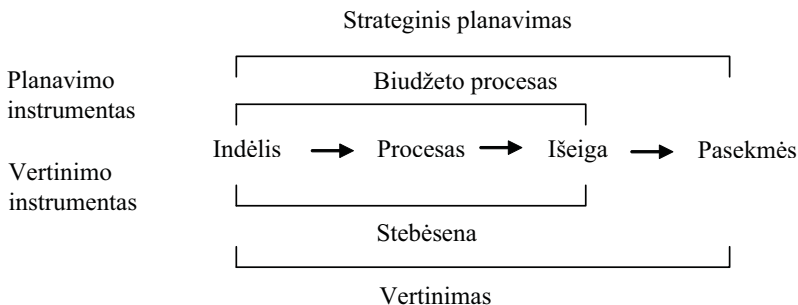 Strateginis planavimas
Planavimo
instrumentas
Biudžeto procesas
Indėlis Procesas Išeiga Pasekmės
Vertinimo
instrumentas
Stebėsena
Vertinimas